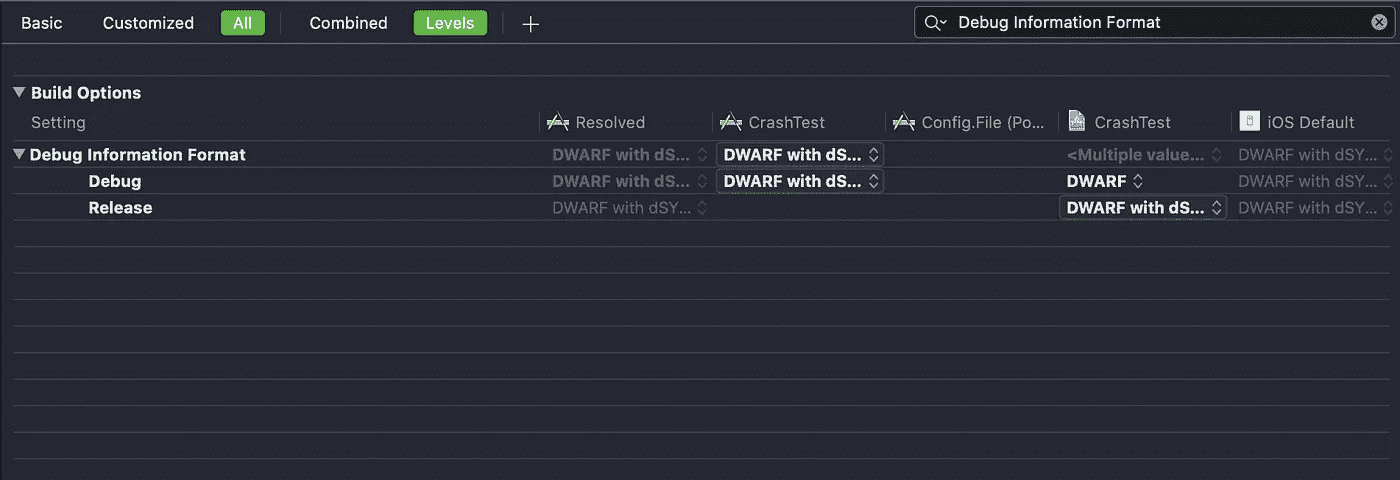 Basic Customized All Combined Levels + Debug Information Format
Build Options
Setting Resolved CrashTest Config.File (Po... CrashTest iOS Default
Debug Information Format DWARF with dS... DWARF with dS... <Multiple value... DWARF with dSY...
Debug DWARF with dS... DWARF with dS... DWARF DWARF with dSY...
Release DWARF with dSY... DWARF with dS... DWARF with dSY...